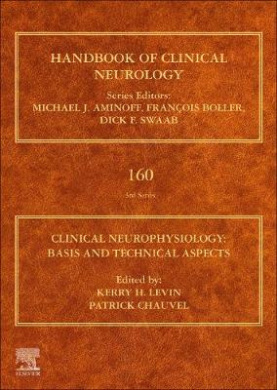 HANDBOOK OF CLINICAL
NEUROLOGY
Series Editors:
MICHAEL J. AMINOFF, FRANÇOIS BOLLER,
DICK F. SWAAB
160
3rd Series
CLINICAL NEUROPHYSIOLOGY:
BASIS AND TECHNICAL ASPECTS
Edited by:
KERRY H. LEVIN
PATRICK CHAUVEL
ELSEVIER